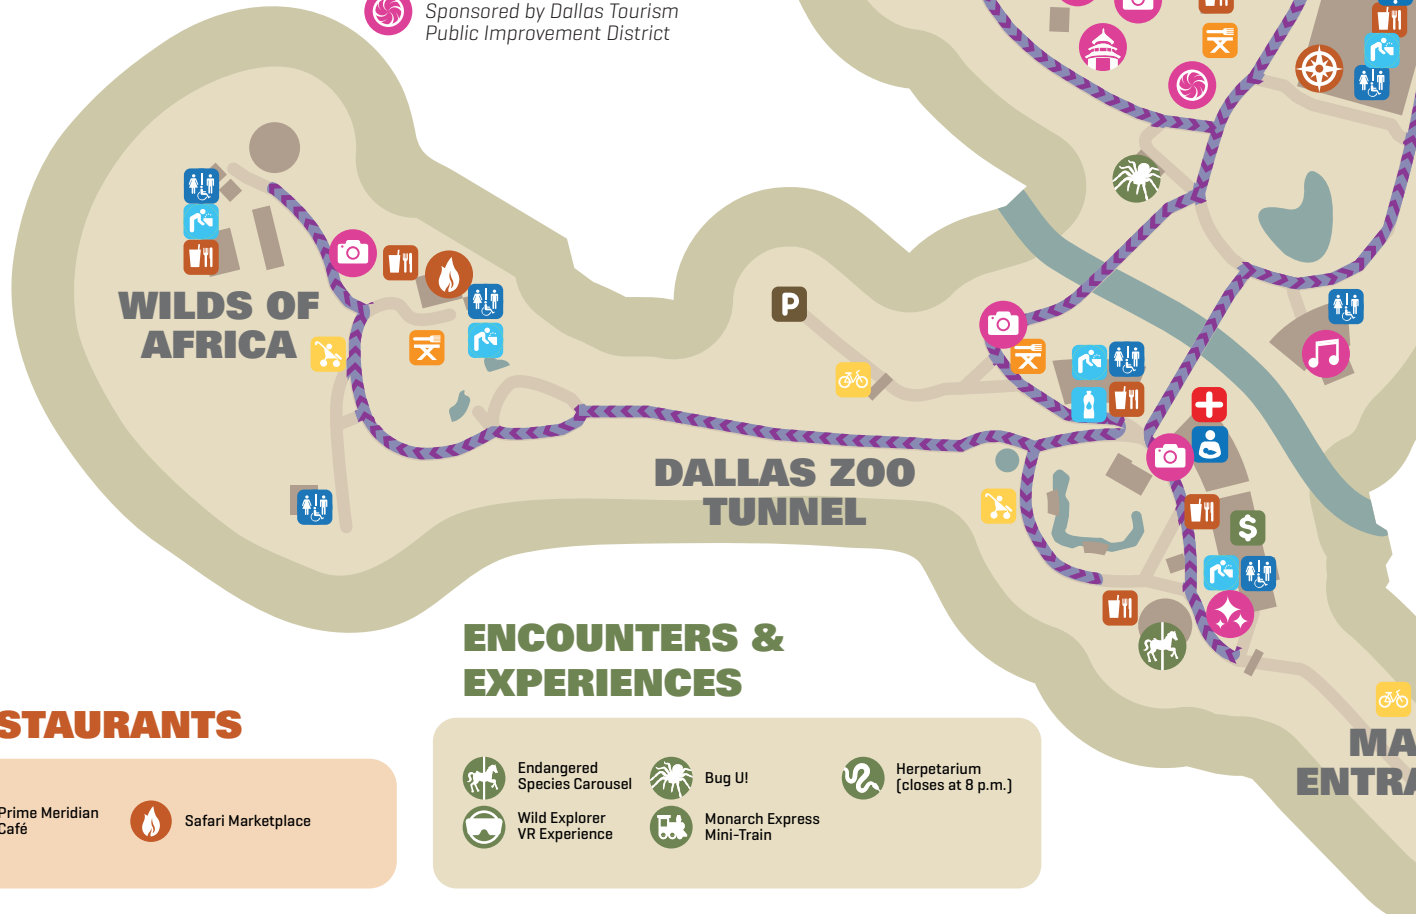 Sponsored by Dallas Tourism
Public Improvement District
WILDS OF
AFRICA
P
DALLAS ZOO
TUNNEL
$
ENCOUNTERS &
EXPERIENCES
STAURANTS
MA
ENTRA
Endangered
Species Carousel
Bug U!
Herpetarium
(closes at 8 p.m.)
Prime Meridian
Café
Safari Marketplace
Wild Explorer
VR Experience
Monarch Express
Mini-Train